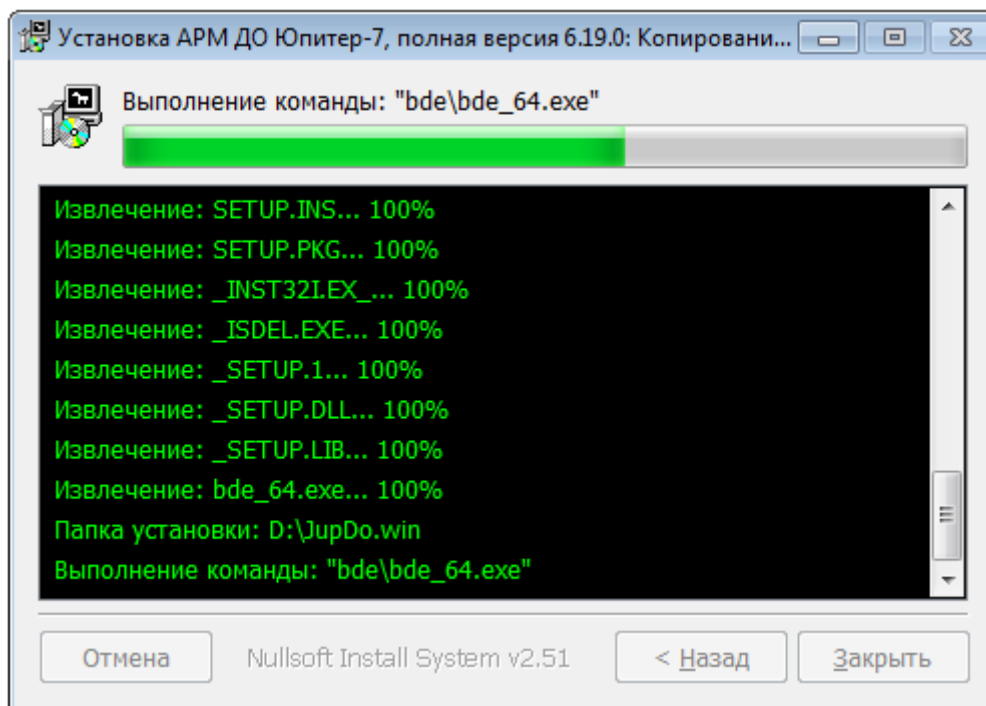 Установка АРМ ДО Юпитер-7, полная версия 6.19.0: Копировани...
Выполнение команды: "bde\bde_64.exe"
Извлечение: SETUP.INS... 100%
Извлечение: SETUP.PKG... 100%
Извлечение: _INST32I.EX_... 100%
Извлечение: _ISDEL.EXE... 100%
Извлечение: _SETUP.1... 100%
Извлечение: _SETUP.DLL... 100%
Извлечение: _SETUP.LIB... 100%
Извлечение: bde_64.exe... 100%
Папка установки: D:\JupDo.win
Выполнение команды: "bde\bde_64.exe"
Отмена Nullsoft Install System v2.51 < Назад Закрыть